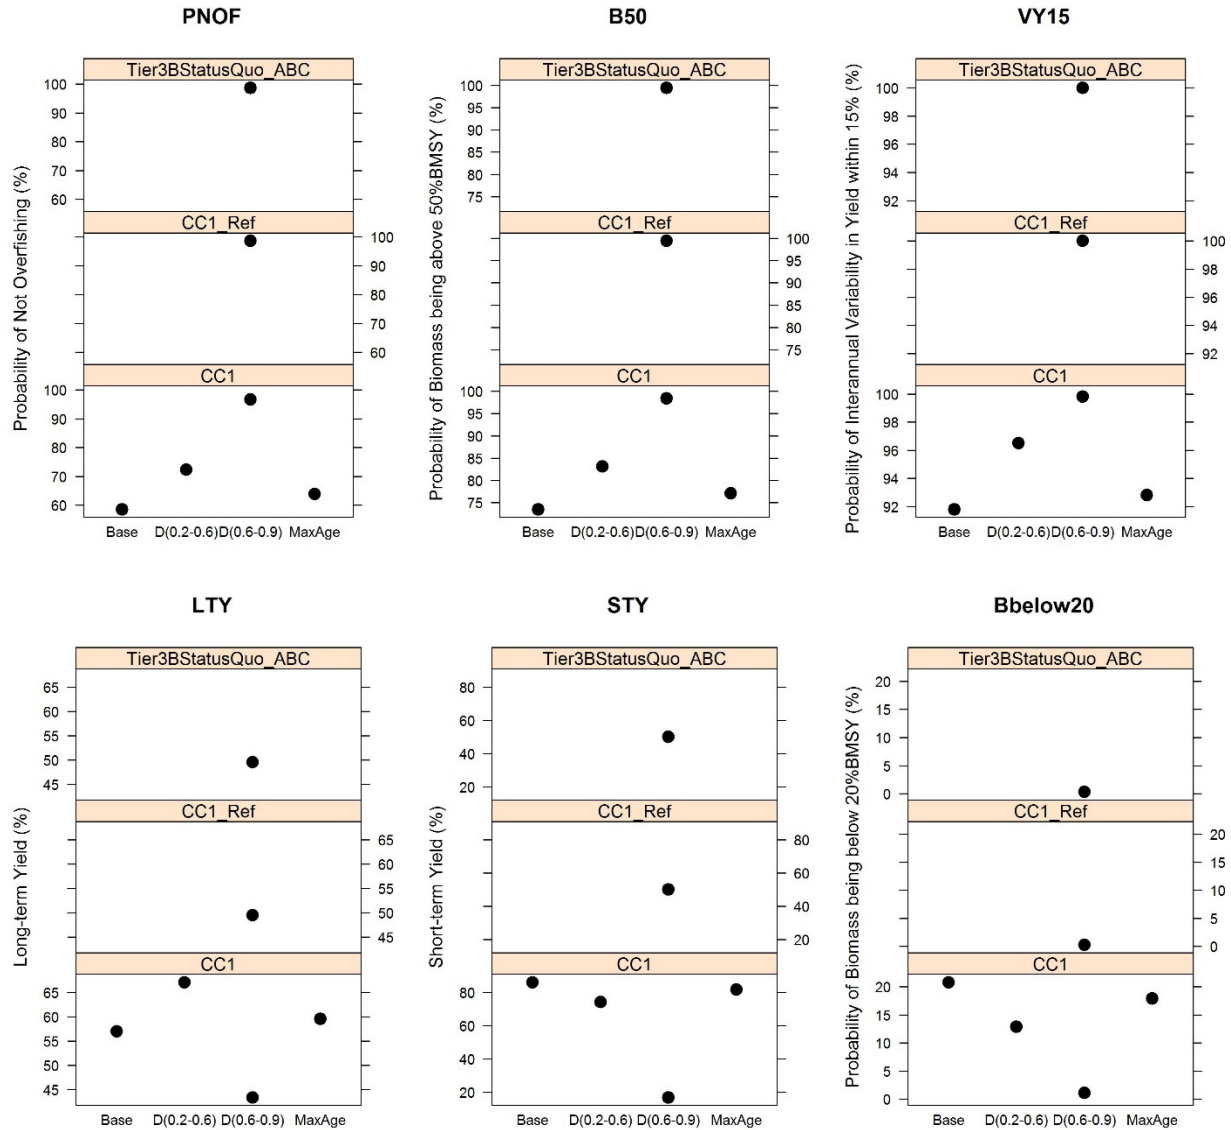 PNOF
B50
VY15
Probability of Not Overfishing (%)
Tier3BStatusQuo_ABC
100
90
80
70
60
CC1_Ref
100
90
80
70
60
CC1
100
90
80
70
60
Base D(0.2-0.6) D(0.6-0.9) MaxAge
Probability of Biomass being above 50%BMSY (%)
Tier3BStatusQuo_ABC
100
95
90
85
80
75
CC1_Ref
100
95
90
85
80
75
CC1
100
95
90
85
80
75
Base D(0.2-0.6) D(0.6-0.9) MaxAge
Probability of Interannual Variability in Yield within 15% (%)
Tier3BStatusQuo_ABC
100
98
96
94
92
CC1_Ref
100
98
96
94
92
CC1
100
98
96
94
92
Base D(0.2-0.6) D(0.6-0.9) MaxAge
LTY
STY
Bbelow20
Long-term Yield (%)
Tier3BStatusQuo_ABC
65
60
55
50
45
CC1_Ref
65
60
55
50
45
CC1
65
60
55
50
45
Base D(0.2-0.6) D(0.6-0.9) MaxAge
Short-term Yield (%)
Tier3BStatusQuo_ABC
80
60
40
20
CC1_Ref
80
60
40
20
CC1
80
60
40
20
Base D(0.2-0.6) D(0.6-0.9) MaxAge
Probability of Biomass being below 20%BMSY (%)
Tier3BStatusQuo_ABC
20
15
10
5
0
CC1_Ref
20
15
10
5
0
CC1
20
15
10
5
0
Base D(0.2-0.6) D(0.6-0.9) MaxAge